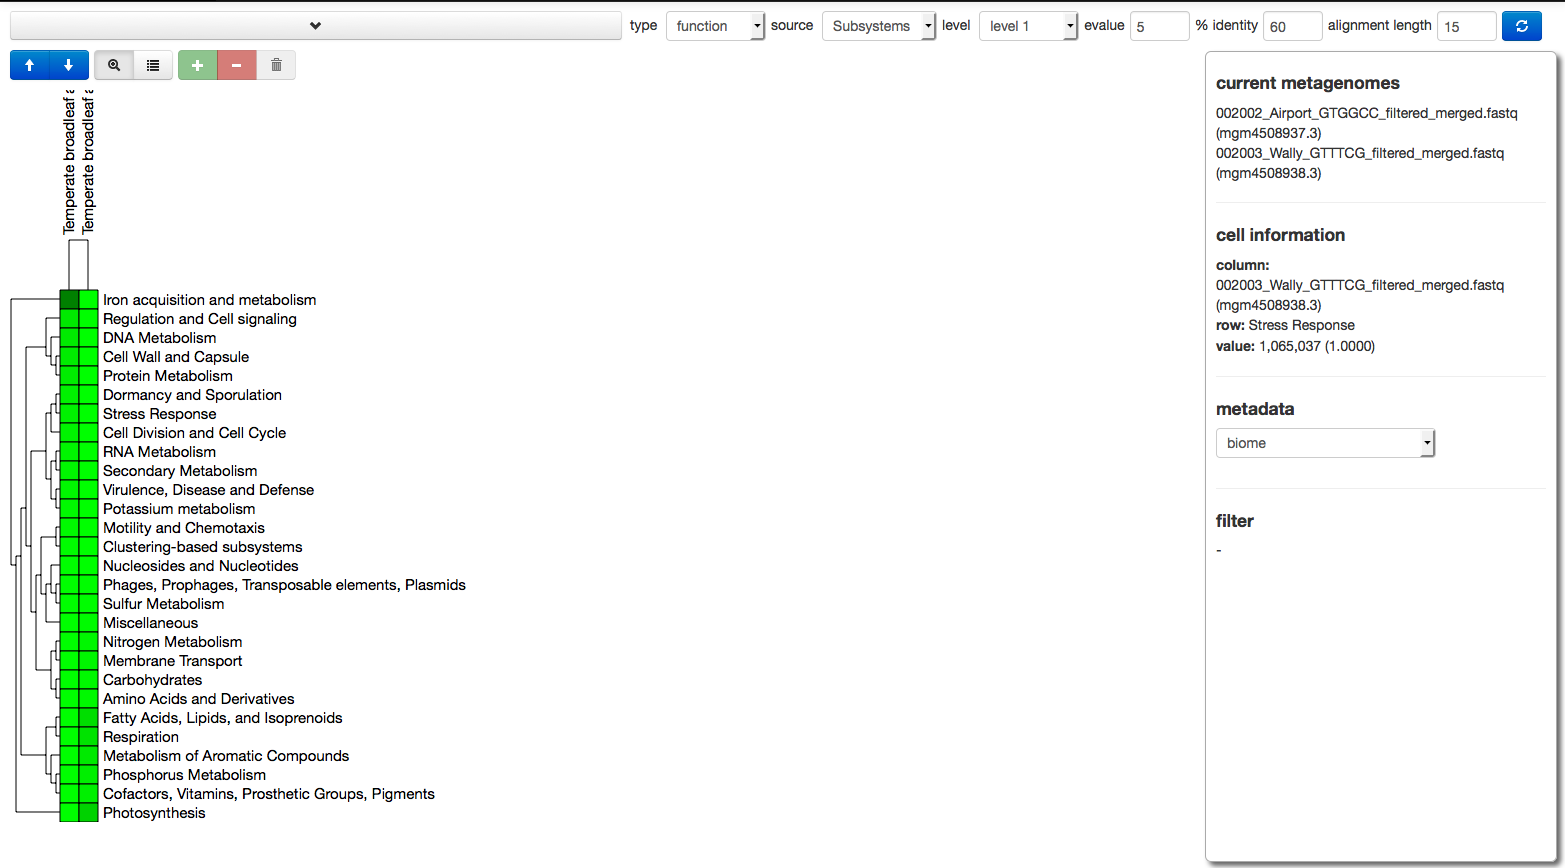 type function source Subsystems level level 1 evalue 5 % identity 60 alignment length 15
Temperate broadleaf
Temperate broadleaf
Iron acquisition and metabolism
Regulation and Cell signaling
DNA Metabolism
Cell Wall and Capsule
Protein Metabolism
Dormancy and Sporulation
Stress Response
Cell Division and Cell Cycle
RNA Metabolism
Secondary Metabolism
Virulence, Disease and Defense
Potassium metabolism
Motility and Chemotaxis
Clustering-based subsystems
Nucleosides and Nucleotides
Phages, Prophages, Transposable elements, Plasmids
Sulfur Metabolism
Miscellaneous
Nitrogen Metabolism
Membrane Transport
Carbohydrates
Amino Acids and Derivatives
Fatty Acids, Lipids, and Isoprenoids
Respiration
Metabolism of Aromatic Compounds
Phosphorus Metabolism
Cofactors, Vitamins, Prosthetic Groups, Pigments
Photosynthesis
current metagenomes
002002_Airport_GTGGCC_filtered_merged.fastq
(mgm4508937.3)
002003_Wally_GTTTCG_filtered_merged.fastq
(mgm4508938.3)
cell information
column:
002003_Wally_GTTTCG_filtered_merged.fastq
(mgm4508938.3)
row: Stress Response
value: 1,065,037 (1.0000)
metadata
biome
filter
-